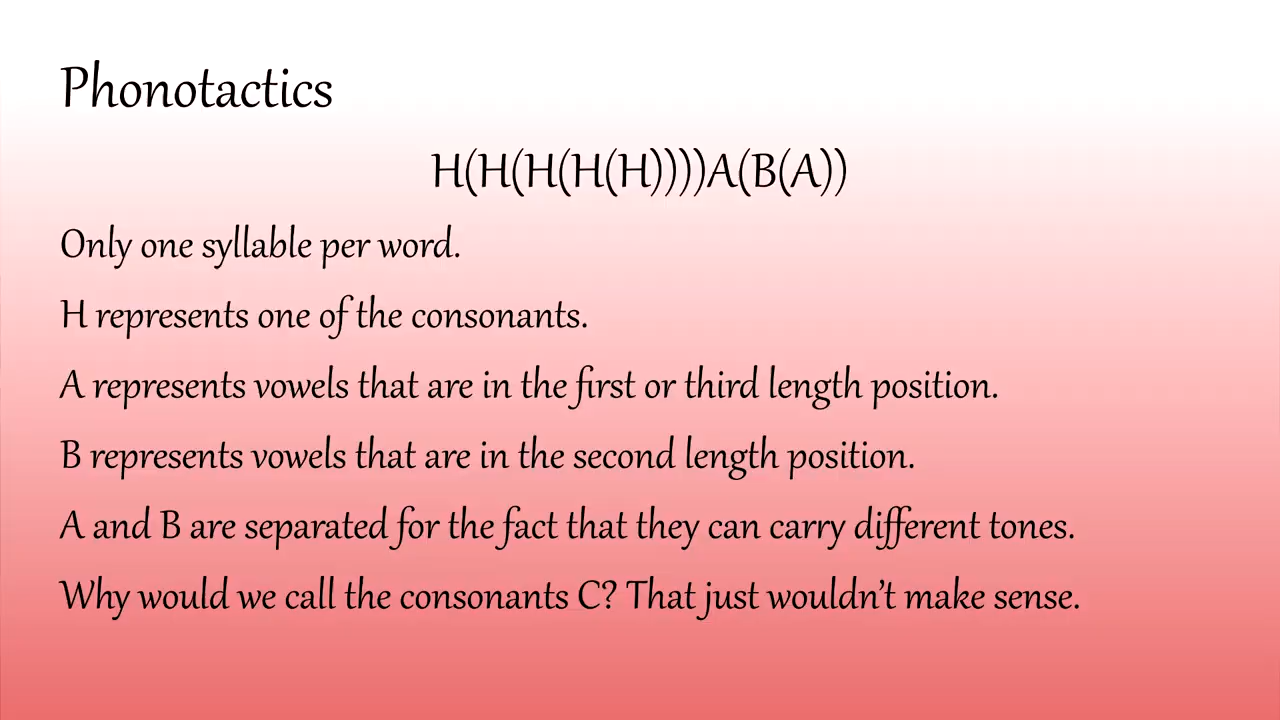 Phonotactics
H(H(H(H(H))))A(B(A))
Only one syllable per word.
H represents one of the consonants.
A represents vowels that are in the first or third length position.
B represents vowels that are in the second length position.
A and B are separated for the fact that they can carry different tones.
Why would we call the consonants C? That just wouldn’t make sense.